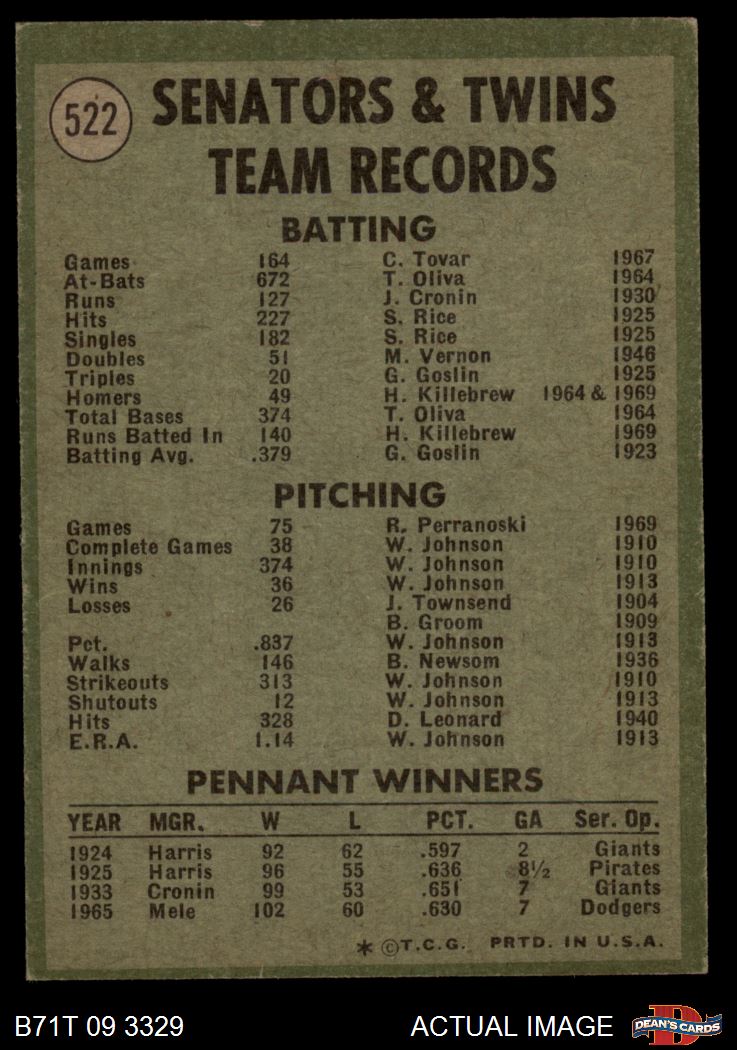 522
SENATORS & TWINS
TEAM RECORDS
BATTING
Games 164 C. Tovar 1967
At-Bats 672 T. Oliva 1964
Runs 127 J. Cronin 1930
Hits 227 S. Rice 1925
Singles 182 S. Rice 1925
Doubles 51 M. Vernon 1946
Triples 20 G. Goslin 1925
Homers 49 H. Killebrew 1964 & 1969
Total Bases 374 T. Oliva 1964
Runs Batted In 140 H. Killebrew 1969
Batting Avg. .379 G. Goslin 1923
PITCHING
Games 75 R. Perranoski 1969
Complete Games 38 W. Johnson 1910
Innings 374 W. Johnson 1910
Wins 36 W. Johnson 1913
Losses 26 J. Townsend 1904
B. Groom 1909
Pct. .837 W. Johnson 1913
Walks 146 B. Newsom 1936
Strikeouts 313 W. Johnson 1910
Shutouts 12 W. Johnson 1913
Hits 328 D. Leonard 1940
E.R.A. 1.14 W. Johnson 1913
PENNANT WINNERS
YEAR MGR. W L PCT. GA Ser. Op.
1924 Harris 92 62 .597 2 Giants
1925 Harris 96 55 .636 8½ Pirates
1933 Cronin 99 53 .651 7 Giants
1965 Mele 102 60 .630 7 Dodgers
* ©T.C.G. PRTD. IN U.S.A.
B71T 09 3329 ACTUAL IMAGE D DEAN'S CARDS